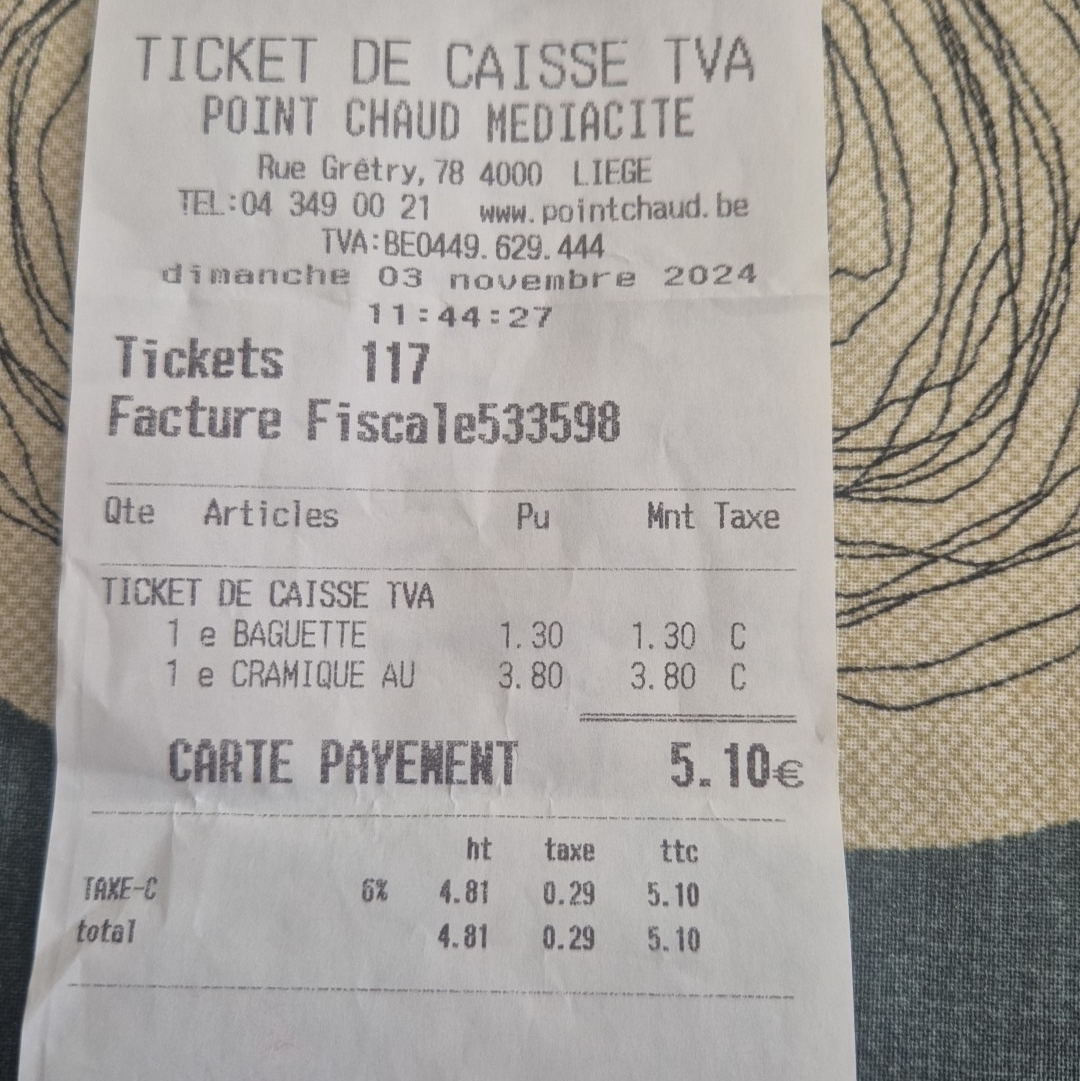 TICKET DE CAISSE TVA
POINT CHAUD MEDIACITE
Rue Grétry, 78 4000 LIEGE
TEL:04 349 00 21 www.pointchaud.be
TVA:BE0449.629.444
dimanche 03 novembre 2024
11:44:27
Tickets 117
Facture Fiscale533598
Qte Articles Pu Mnt Taxe
TICKET DE CAISSE TVA
1 e BAGUETTE 1.30 1.30 C
1 e CRAMIQUE AU 3.80 3.80 C
CARTE PAYEMENT 5.10€
ht taxe ttc
TAXE-C 6% 4.81 0.29 5.10
total 4.81 0.29 5.10